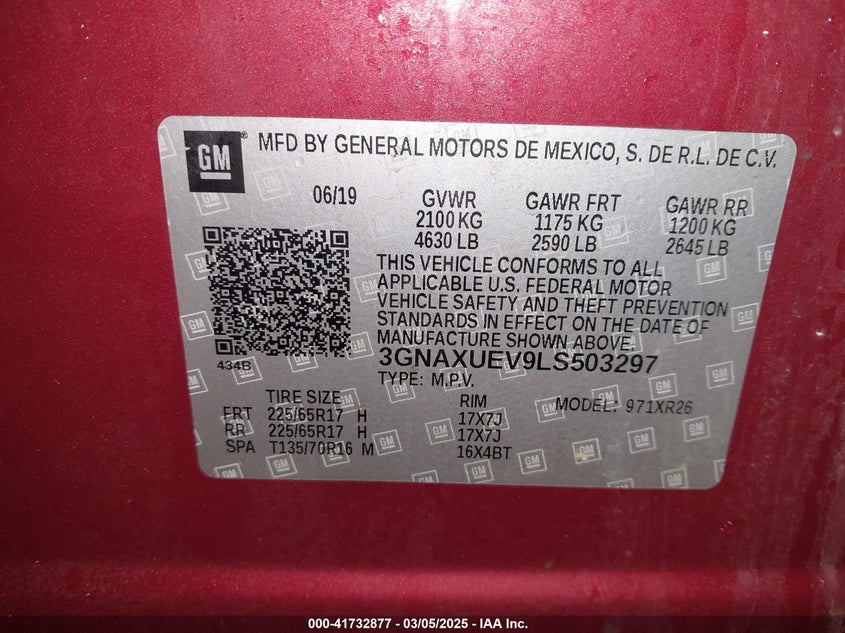 GM
MFD BY GENERAL MOTORS DE MEXICO, S. DE R.L. DE C.V.
06/19 GVWR GAWR FRT GAWR RR
2100 KG 1175 KG 1200 KG
4630 LB 2590 LB 2645 LB
THIS VEHICLE CONFORMS TO ALL
APPLICABLE U.S. FEDERAL MOTOR
VEHICLE SAFETY AND THEFT PREVENTION
STANDARDS IN EFFECT ON THE DATE OF
MANUFACTURE SHOWN ABOVE.
434B
3GNAXUEV9LS503297
TYPE: M.P.V.
TIRE SIZE RIM MODEL: 971XR26
FRT 225/65R17 H 17X7J
RR 225/65R17 H 17X7J
SPA T135/70R16 M 16X4BT
000-41732877 - 03/05/2025 - IAA Inc.